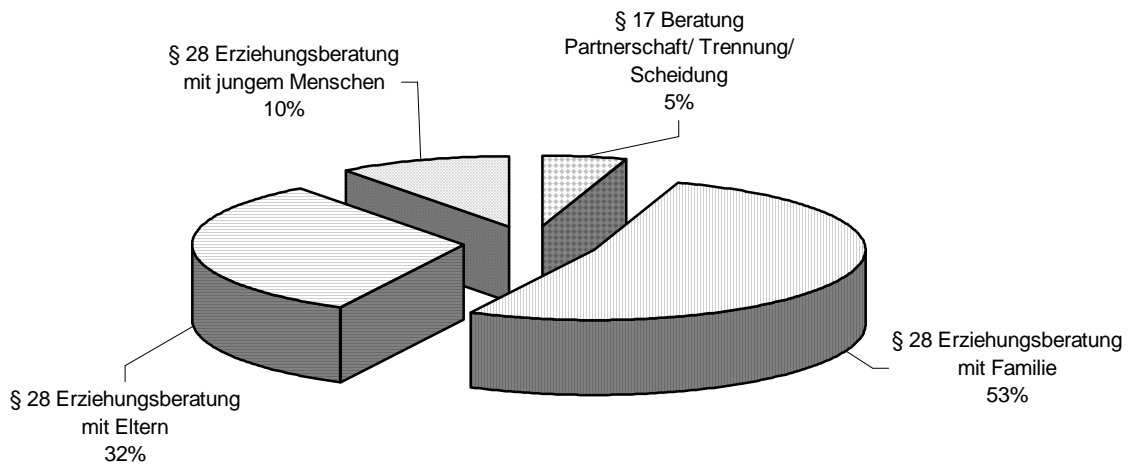 § 17 Beratung
Partnerschaft/ Trennung/
Scheidung
5%
§ 28 Erziehungsberatung
mit jungem Menschen
10%
§ 28 Erziehungsberatung
mit Familie
53%
§ 28 Erziehungsberatung
mit Eltern
32%